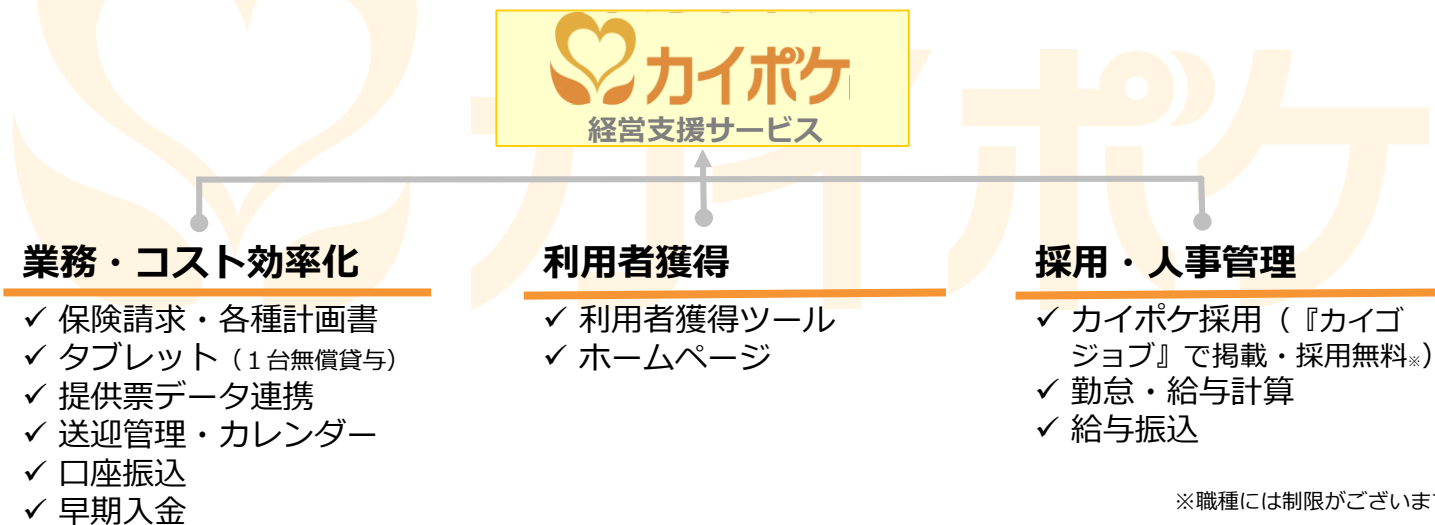 カイポケ
経営支援サービス
業務・コスト効率化
✓ 保険請求・各種計画書
✓ タブレット（１台無償貸与）
✓ 提供票データ連携
✓ 送迎管理・カレンダー
✓ 口座振込
✓ 早期入金
利用者獲得
✓ 利用者獲得ツール
✓ ホームページ
採用・人事管理
✓ カイポケ採用（『カイゴ
ジョブ』で掲載・採用無料※）
✓ 勤怠・給与計算
✓ 給与振込
※職種には制限がございます
カイポケ